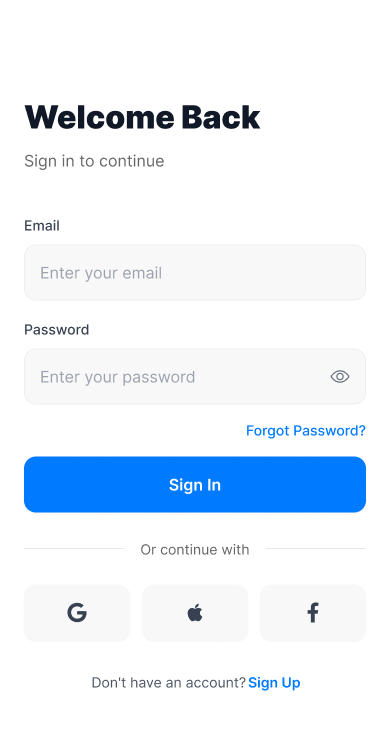 Welcome Back
Sign in to continue
Email
Enter your email
Password
Enter your password
Forgot Password?
Sign In
Or continue with
Don't have an account? Sign Up